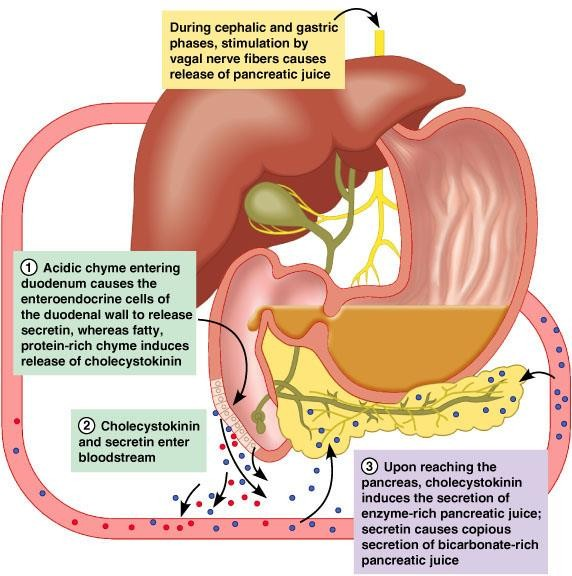 During cephalic and gastric
phases, stimulation by
vagal nerve fibers causes
release of pancreatic juice
① Acidic chyme entering
duodenum causes the
enteroendocrine cells of
the duodenal wall to release
secretin, whereas fatty,
protein-rich chyme induces
release of cholecystokinin
② Cholecystokinin
and secretin enter
bloodstream
③ Upon reaching the
pancreas, cholecystokinin
induces the secretion of
enzyme-rich pancreatic juice;
secretin causes copious
secretion of bicarbonate-rich
pancreatic juice